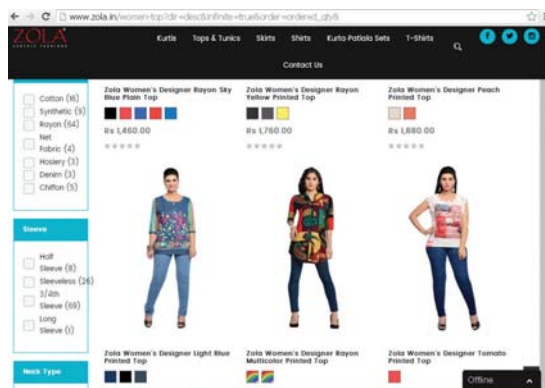 www.zola.in/women-top?dir=desc&infinite=true&order=ordered_qty&
ZOLA
Kurtis Tops & Tunics Skirts Shirts Kurta Patiala Sets T-Shirts
Contact Us
Cotton (16)
Synthetic (9)
Rayon (64)
Net
Fabric (4)
Hosiery (3)
Denim (3)
Chiffon (5)
Sleeve
Half
Sleeve (8)
Sleeveless (26)
3/4th
Sleeve (69)
Long
Sleeve (1)
Neck Type
Zola Women's Designer Rayon Sky
Blue Plain Top
Rs 1,460.00
Zola Women's Designer Rayon
Yellow Printed Top
Rs 1,760.00
Zola Women's Designer Peach
Printed Top
Rs 1,880.00
Zola Women's Designer Light Blue
Printed Top
Zola Women's Designer Rayon
Multicolor Printed Top
Zola Women's Designer Tomato
Printed Top
Offline